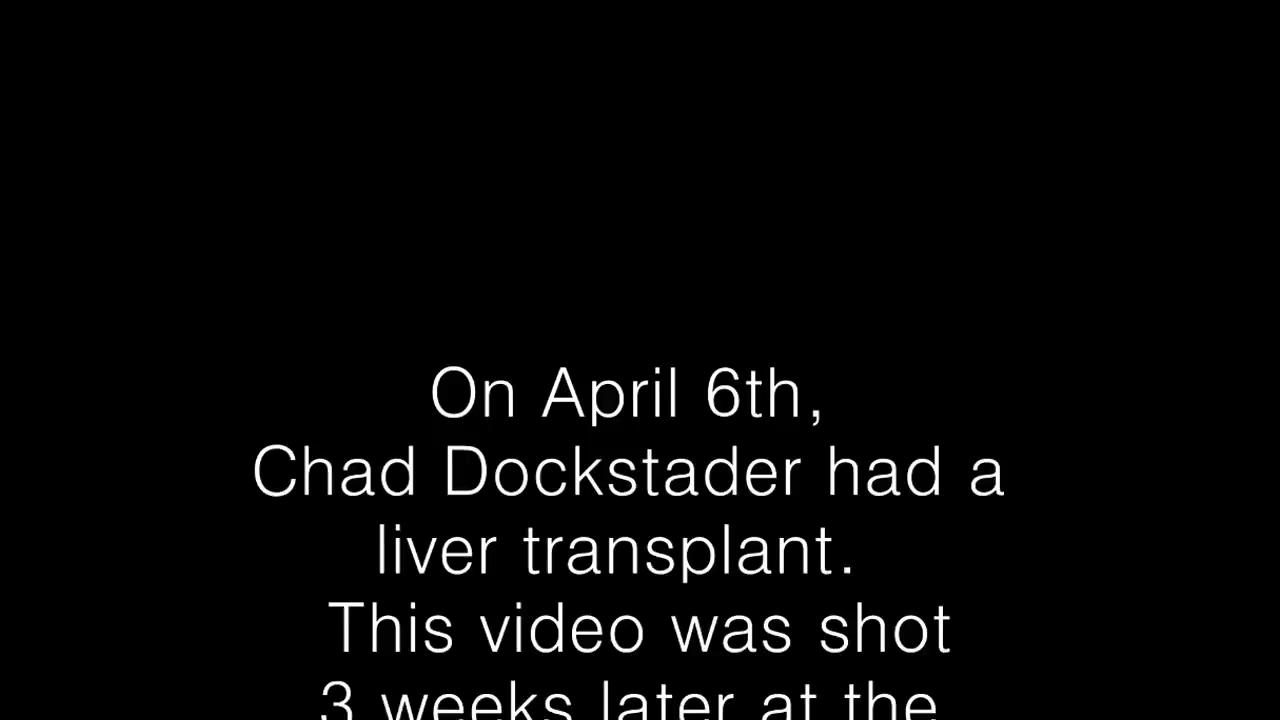 On April 6th,
Chad Dockstader had a
liver transplant.
This video was shot
3 weeks later at the